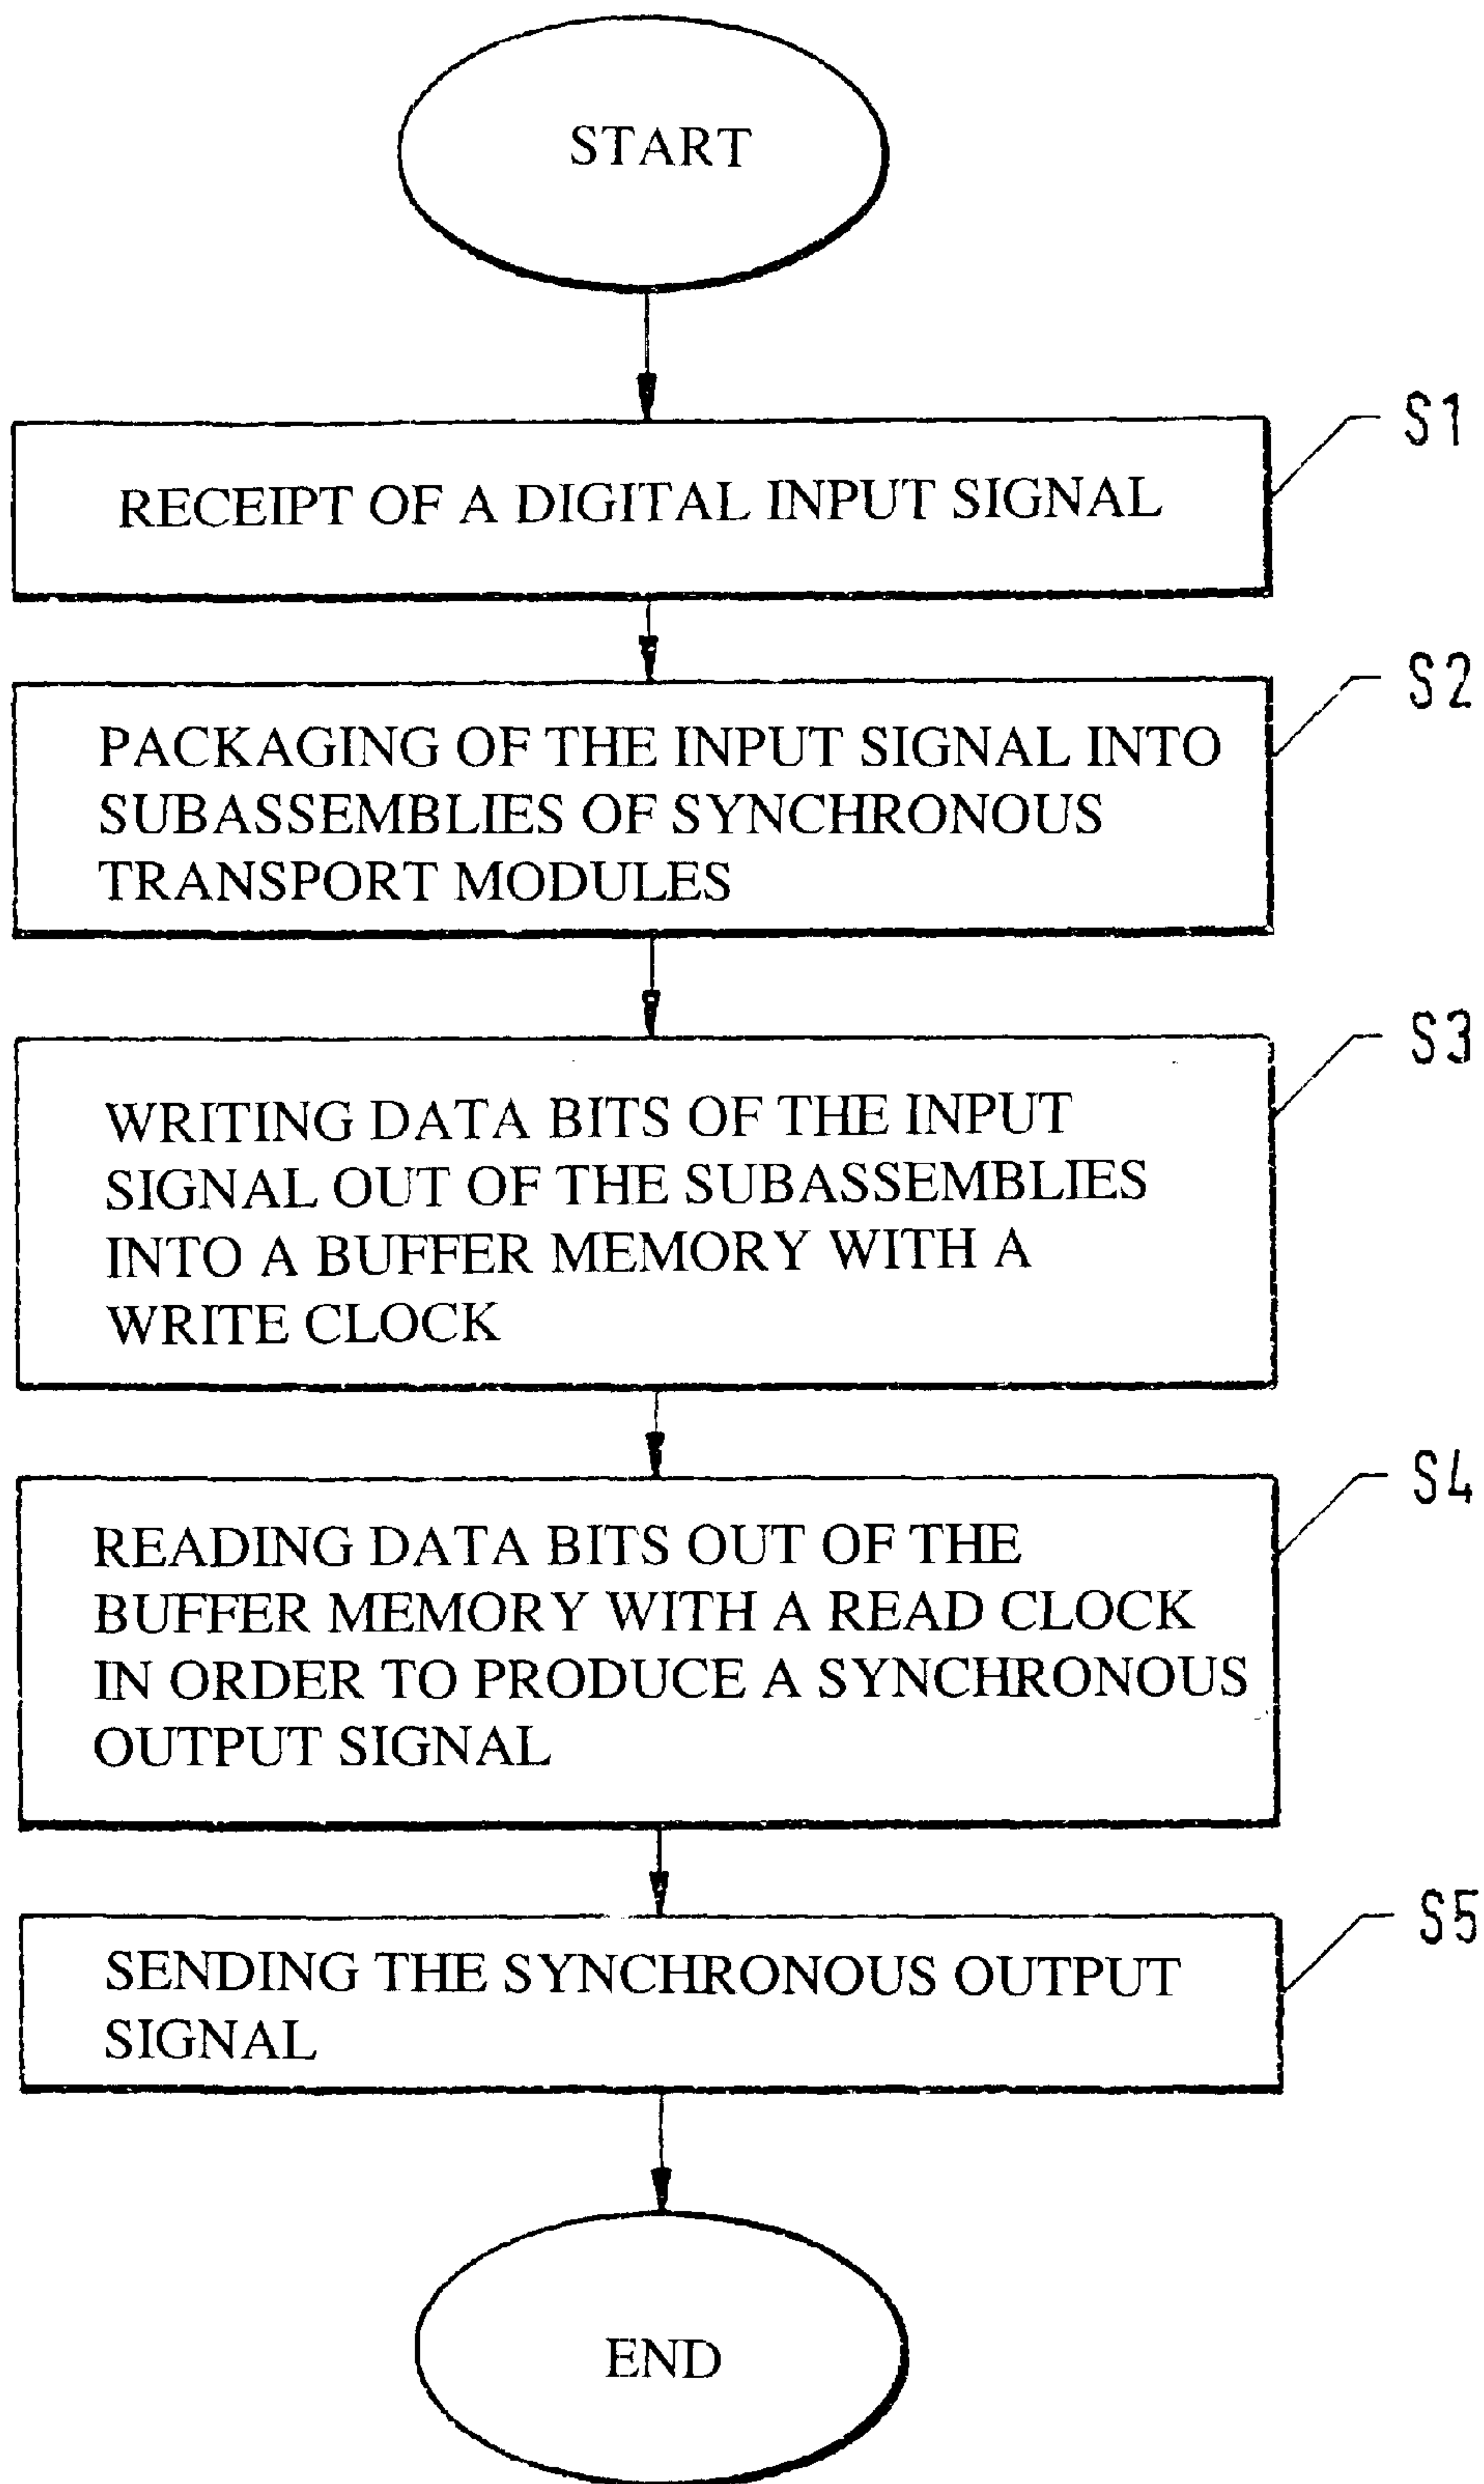 START
S1
RECEIPT OF A DIGITAL INPUT SIGNAL
S2
PACKAGING OF THE INPUT SIGNAL INTO
SUBASSEMBLIES OF SYNCHRONOUS
TRANSPORT MODULES
S3
WRITING DATA BITS OF THE INPUT
SIGNAL OUT OF THE SUBASSEMBLIES
INTO A BUFFER MEMORY WITH A
WRITE CLOCK
S4
READING DATA BITS OUT OF THE
BUFFER MEMORY WITH A READ CLOCK
IN ORDER TO PRODUCE A SYNCHRONOUS
OUTPUT SIGNAL
S5
SENDING THE SYNCHRONOUS OUTPUT
SIGNAL
END